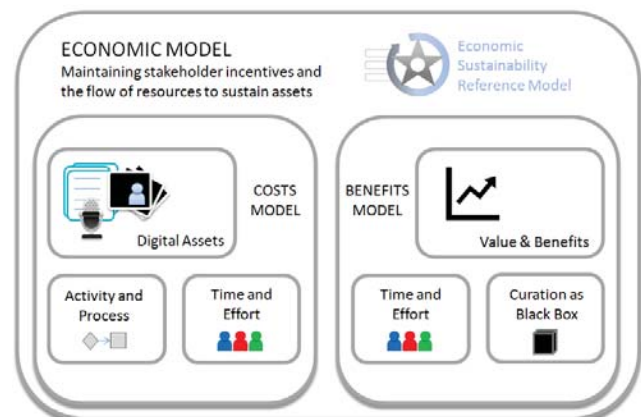 ECONOMIC MODEL
Maintaining stakeholder incentives and
the flow of resources to sustain assets
Economic
Sustainability
Reference Model
COSTS
MODEL
Digital Assets
Activity and
Process
Time and
Effort
BENEFITS
MODEL
Value & Benefits
Time and
Effort
Curation as
Black Box